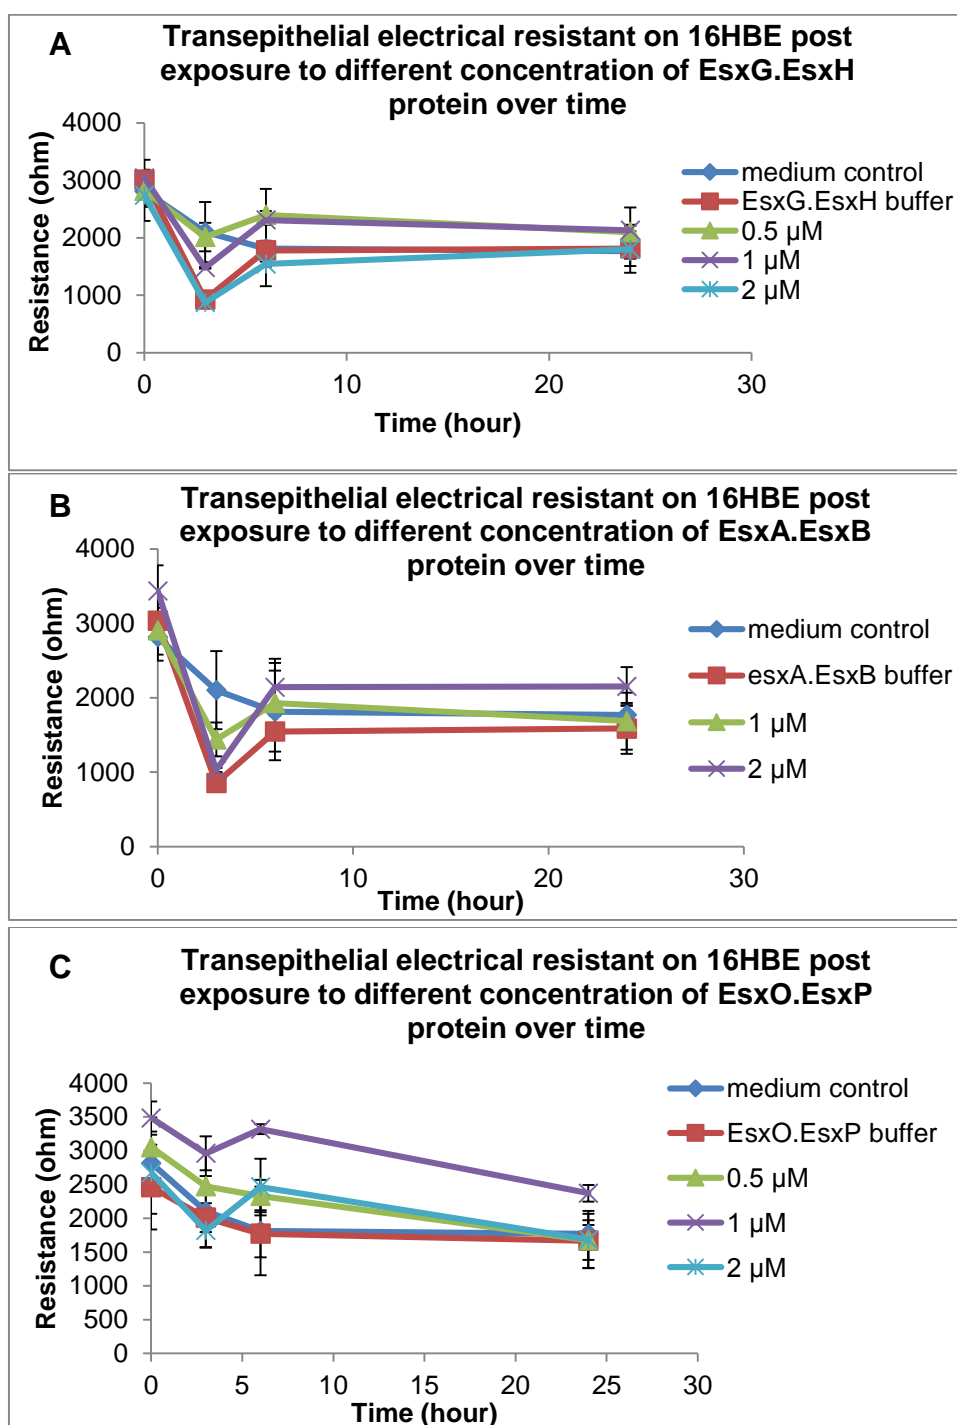 A
Transepithelial electrical resistant on 16HBE post
exposure to different concentration of EsxG.EsxH
protein over time
4000
3000
2000
1000
0
Resistance (ohm)
0
10
20
30
Time (hour)
medium control
EsxG.EsxH buffer
0.5 µM
1 µM
2 µM
B
Transepithelial electrical resistant on 16HBE post
exposure to different concentration of EsxA.EsxB
protein over time
4000
3000
2000
1000
0
Resistance (ohm)
0
10
20
30
Time (hour)
medium control
esxA.EsxB buffer
1 µM
2 µM
C
Transepithelial electrical resistant on 16HBE post
exposure to different concentration of EsxO.EsxP
protein over time
4000
3500
3000
2500
2000
1500
1000
500
0
Resistance (ohm)
0
5
10
15
20
25
30
Time (hour)
medium control
EsxO.EsxP buffer
0.5 µM
1 µM
2 µM